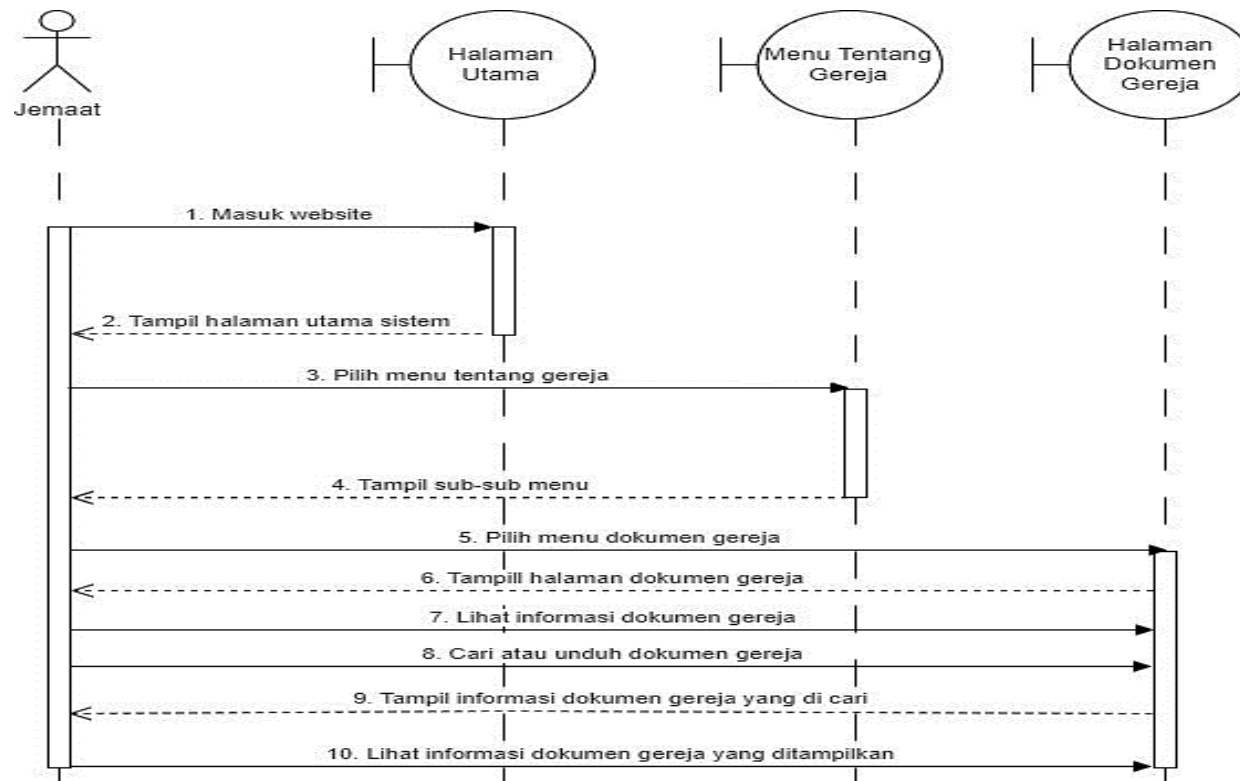 Jemaat
Halaman
Utama
Menu Tentang
Gereja
Halaman
Dokumen
Gereja
1. Masuk website
2. Tampil halaman utama sistem
3. Pilih menu tentang gereja
4. Tampil sub-sub menu
5. Pilih menu dokumen gereja
6. Tampill halaman dokumen gereja
7. Lihat informasi dokumen gereja
8. Cari atau unduh dokumen gereja
9. Tampil informasi dokumen gereja yang di cari
10. Lihat informasi dokumen gereja yang ditampilkan